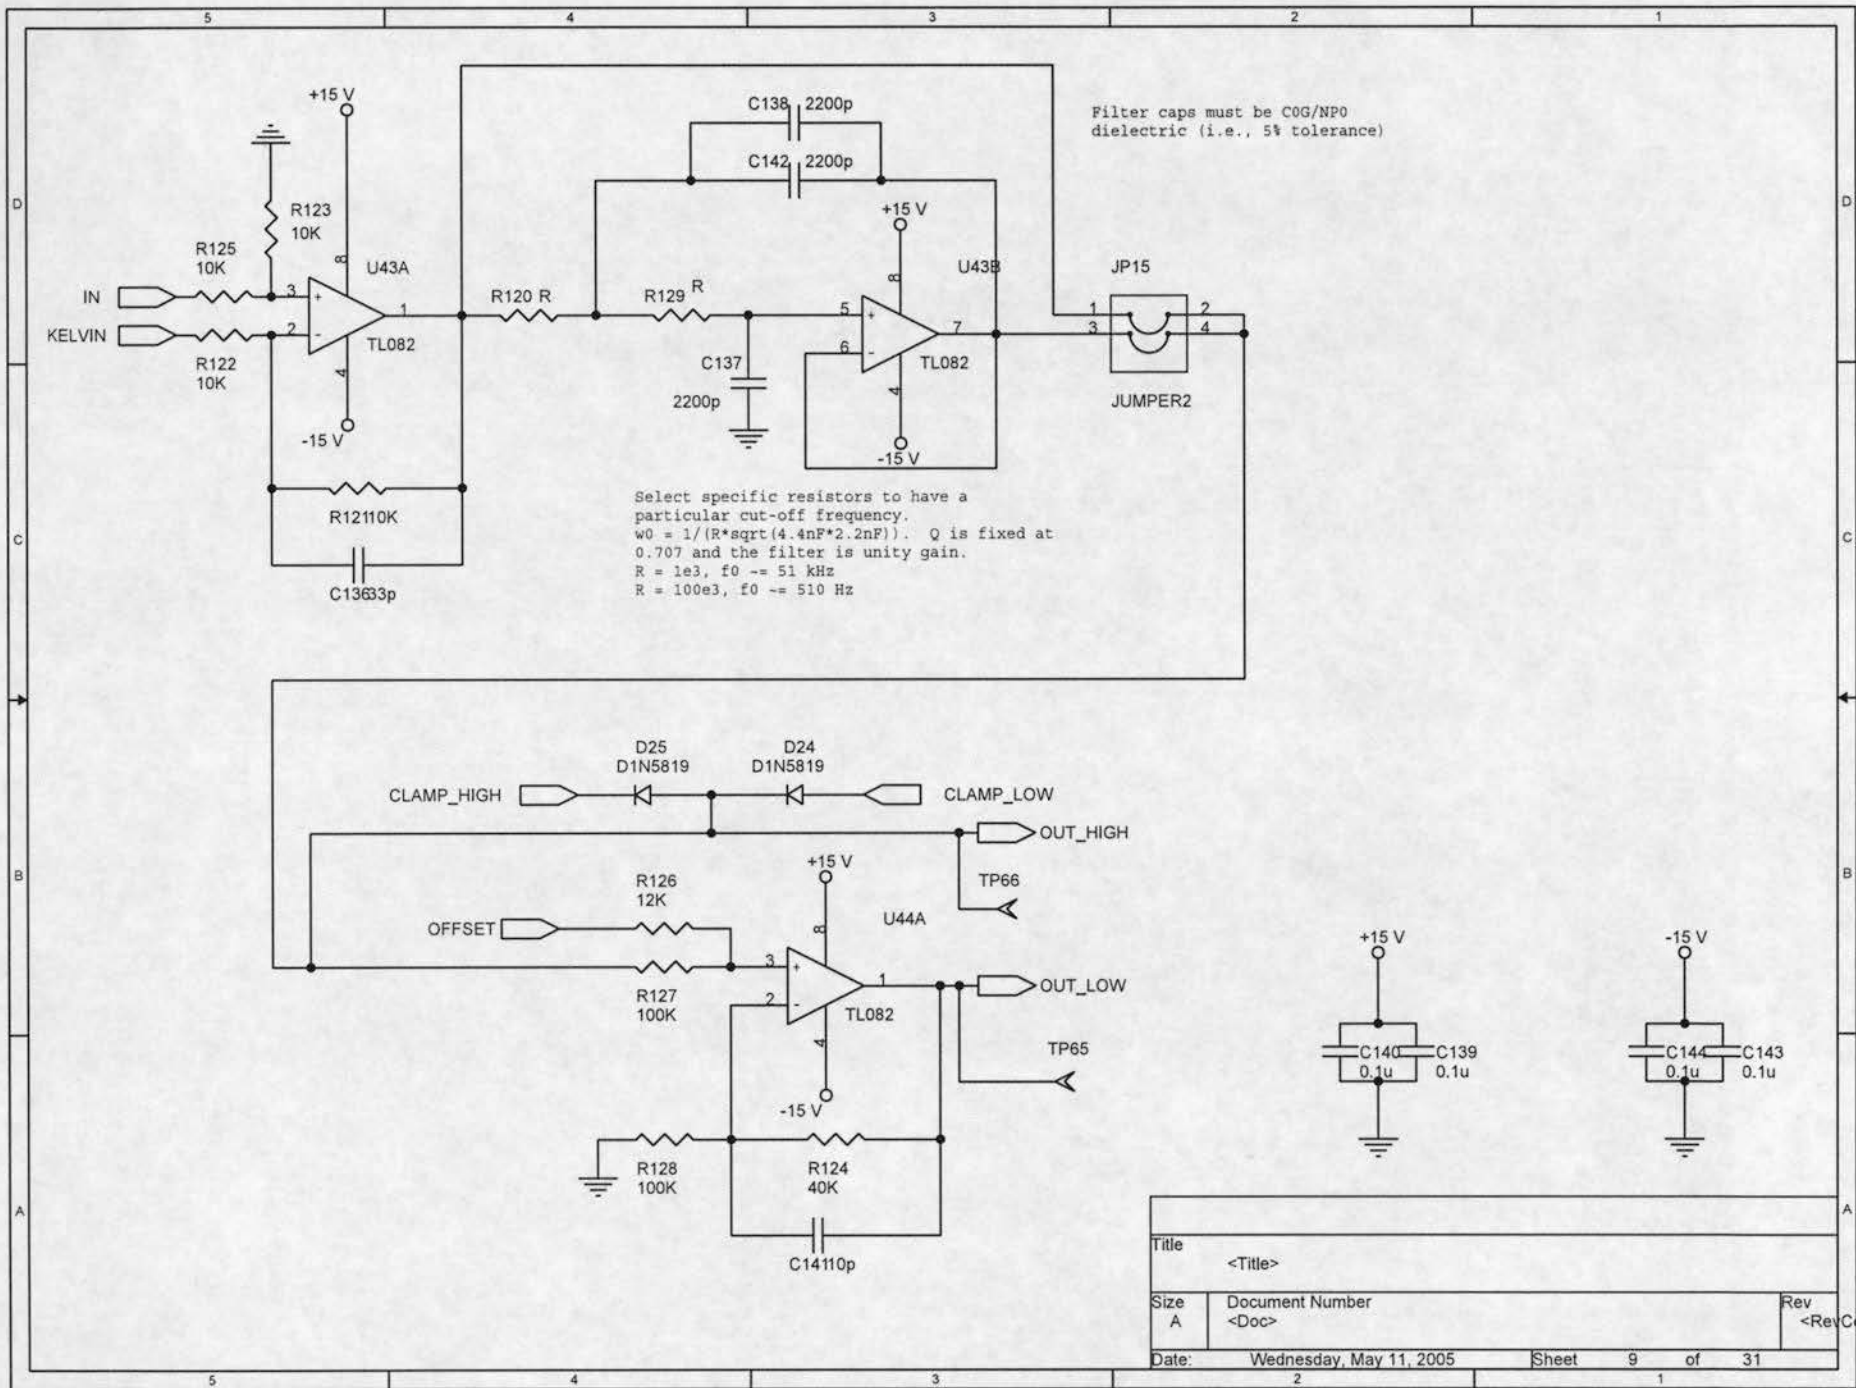 5 4 3 2 1
+15 V
C138 2200p
Filter caps must be C0G/NP0
dielectric (i.e., 5% tolerance)
C142 2200p
D D
R123
10K
+15 V
R125
10K
8
U43A
8
U43B
JP15
IN
3
+
1
R120 R
R129 R
5
+
1 2
KELVIN
2
-
7
3 4
R122
10K
TL082
6
-
TL082
4
C137
4
2200p
JUMPER2
-15 V
-15 V
R121 10K
Select specific resistors to have a
particular cut-off frequency.
w0 = 1/(R*sqrt(4.4nF*2.2nF)). Q is fixed at
0.707 and the filter is unity gain.
R = 1e3, f0 ~= 51 kHz
R = 100e3, f0 ~= 510 Hz
C C
C136 33p
D25
D1N5819
D24
D1N5819
CLAMP_HIGH
CLAMP_LOW
OUT_HIGH
+15 V
B B
R126
12K
TP66
OFFSET
8
U44A
+15 V
-15 V
3
+
1
OUT_LOW
R127
100K
2
-
TL082
4
TP65
C140
0.1u
C139
0.1u
C144
0.1u
C143
0.1u
-15 V
R128
100K
R124
40K
A A
C141 10p
Title
<Title>
Size
A
Document Number
<Doc>
Rev
<RevC
Date: Wednesday, May 11, 2005 Sheet 9 of 31
5 4 3 2 1